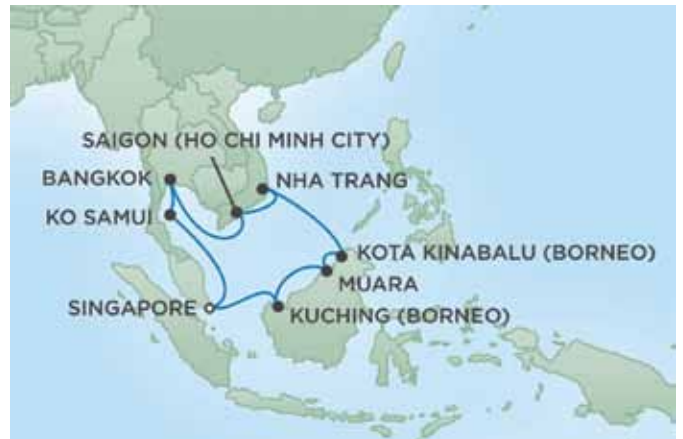 SAIGON (HO CHI MINH CITY)
BANGKOK
NHA TRANG
KO SAMUI
KOTA KINABALU (BORNEO)
MUARA
SINGAPORE
KUCHING (BORNEO)